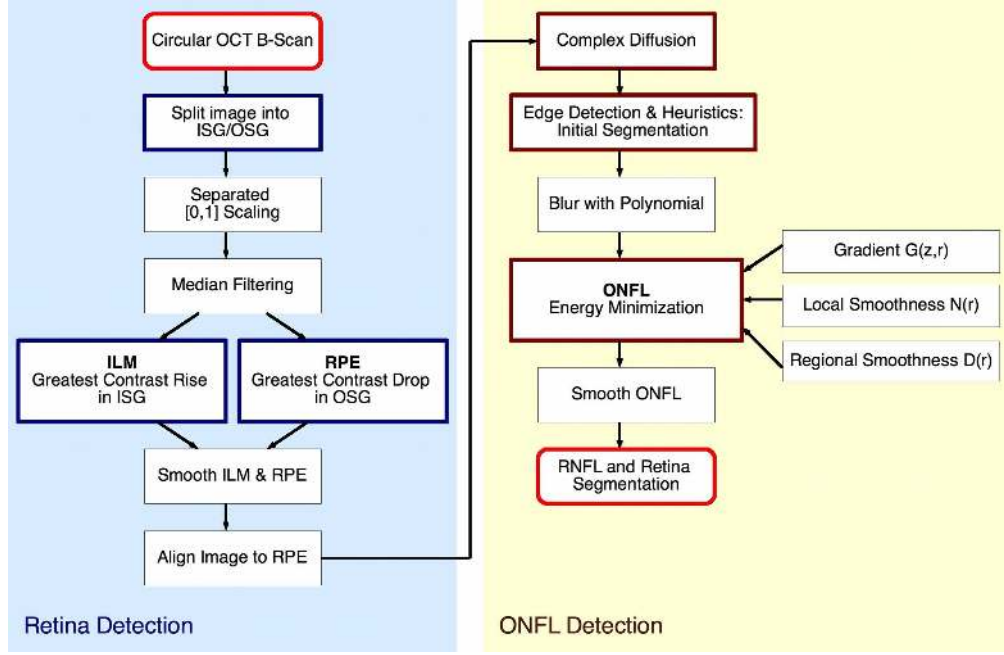 Circular OCT B-Scan
Split image into
ISG/OSG
Separated
[0,1] Scaling
Median Filtering
ILM
Greatest Contrast Rise
in ISG
RPE
Greatest Contrast Drop
in OSG
Smooth ILM & RPE
Align Image to RPE
Retina Detection
Complex Diffusion
Edge Detection & Heuristics:
Initial Segmentation
Blur with Polynomial
ONFL
Energy Minimization
Gradient G(z,r)
Local Smoothness N(r)
Regional Smoothness D(r)
Smooth ONFL
RNFL and Retina
Segmentation
ONFL Detection